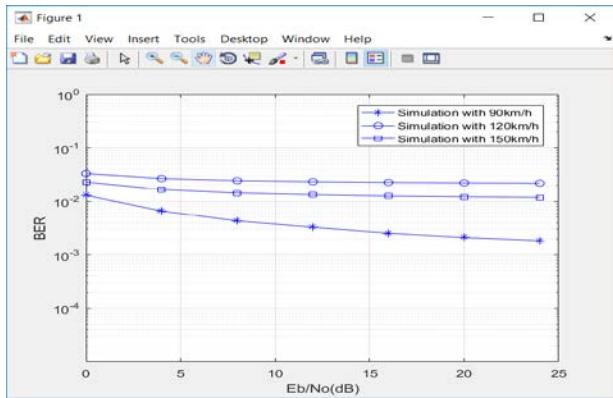 Figure 1
File Edit View Insert Tools Desktop Window Help
10^0
Simulation with 90km/h
Simulation with 120km/h
Simulation with 150km/h
10^-1
10^-2
BER
10^-3
10^-4
0 5 10 15 20 25
Eb/No(dB)